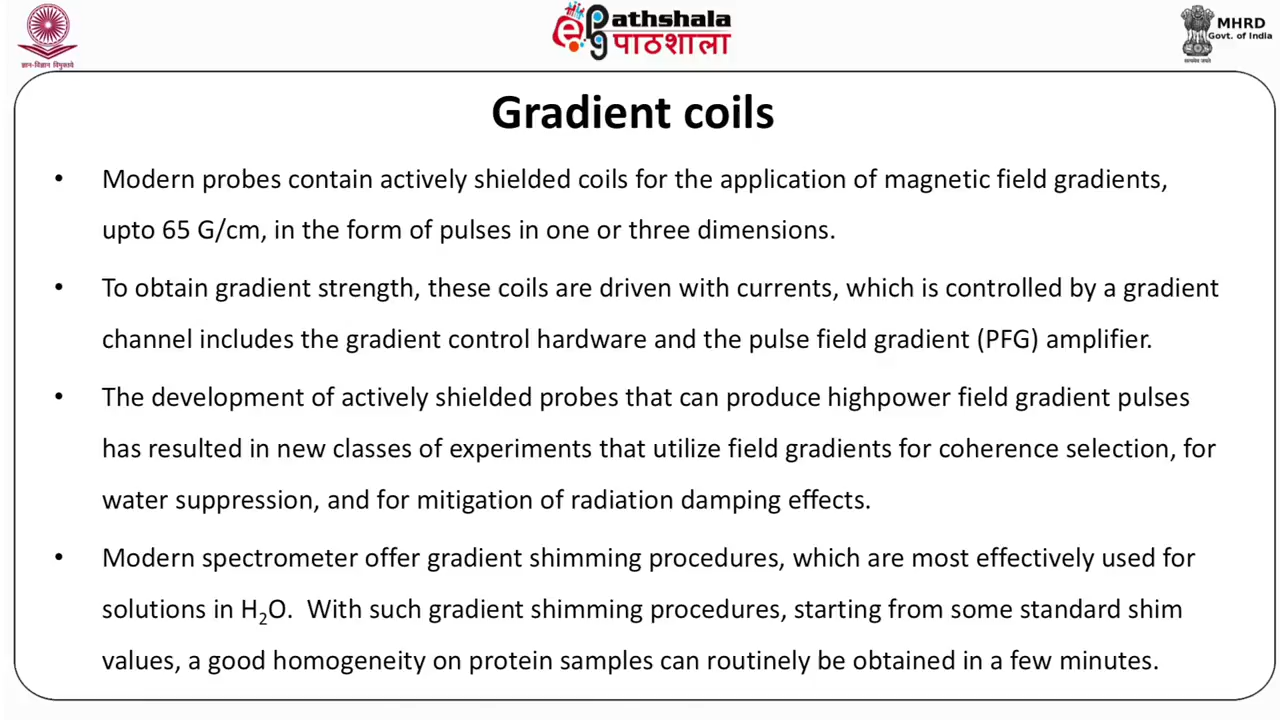 Pathshala
पाठशाला
MHRD
Govt. of India
ज्ञान-विज्ञान विमुक्तये
सत्यमेव जयते
Gradient coils
• Modern probes contain actively shielded coils for the application of magnetic field gradients,
upto 65 G/cm, in the form of pulses in one or three dimensions.
• To obtain gradient strength, these coils are driven with currents, which is controlled by a gradient
channel includes the gradient control hardware and the pulse field gradient (PFG) amplifier.
• The development of actively shielded probes that can produce highpower field gradient pulses
has resulted in new classes of experiments that utilize field gradients for coherence selection, for
water suppression, and for mitigation of radiation damping effects.
• Modern spectrometer offer gradient shimming procedures, which are most effectively used for
solutions in H₂O. With such gradient shimming procedures, starting from some standard shim
values, a good homogeneity on protein samples can routinely be obtained in a few minutes.